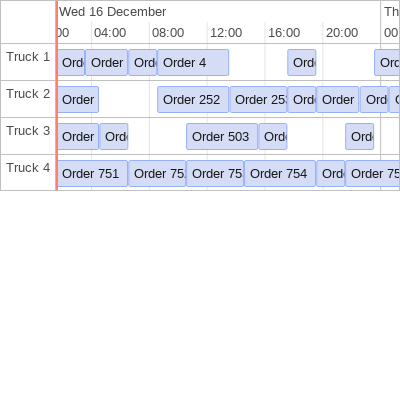 Wed 16 December Th
00 04:00 08:00 12:00 16:00 20:00 00
Truck 1 Ord Order Ord Order 4 Ord Ord
Truck 2 Order Order 252 Order 253 Ord Order Ord
Truck 3 Order Ord Order 503 Ord Ord
Truck 4 Order 751 Order 75 Order 75 Order 754 Ord Order 75